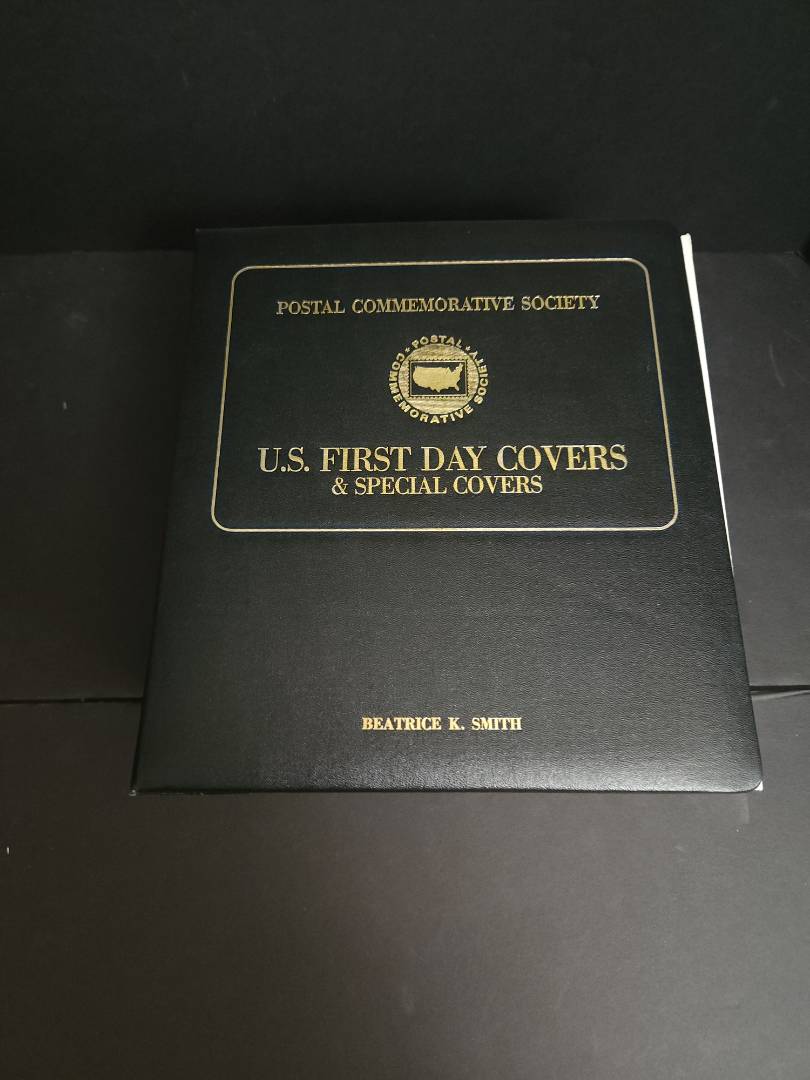 POSTAL COMMEMORATIVE SOCIETY
POSTAL
COMMEMORATIVE SOCIETY
U.S. FIRST DAY COVERS
& SPECIAL COVERS
BEATRICE K. SMITH